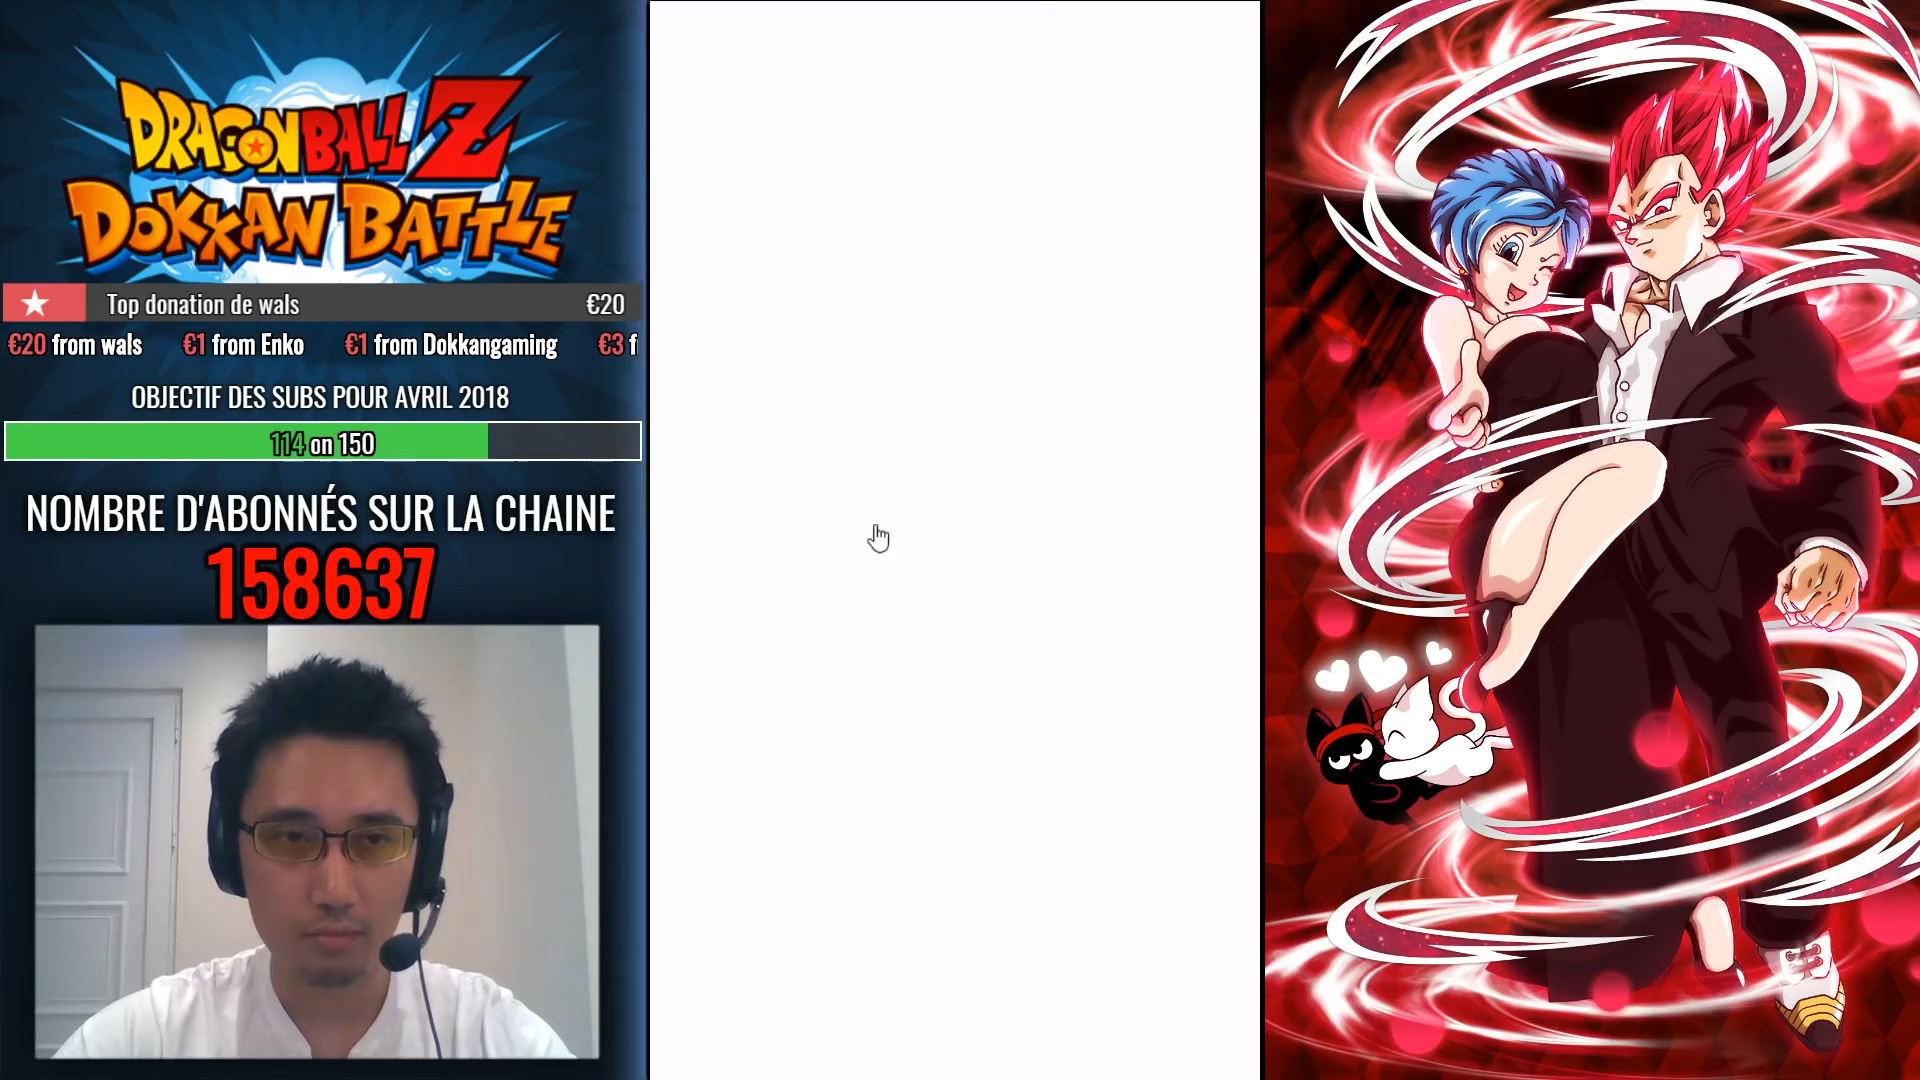 DRAGON BALL Z
DOKKAN BATTLE
Top donation de wals €20
€20 from wals €1 from Enko €1 from Dokkangaming €3 f
OBJECTIF DES SUBS POUR AVRIL 2018
114 on 150
NOMBRE D'ABONNÉS SUR LA CHAINE
158637